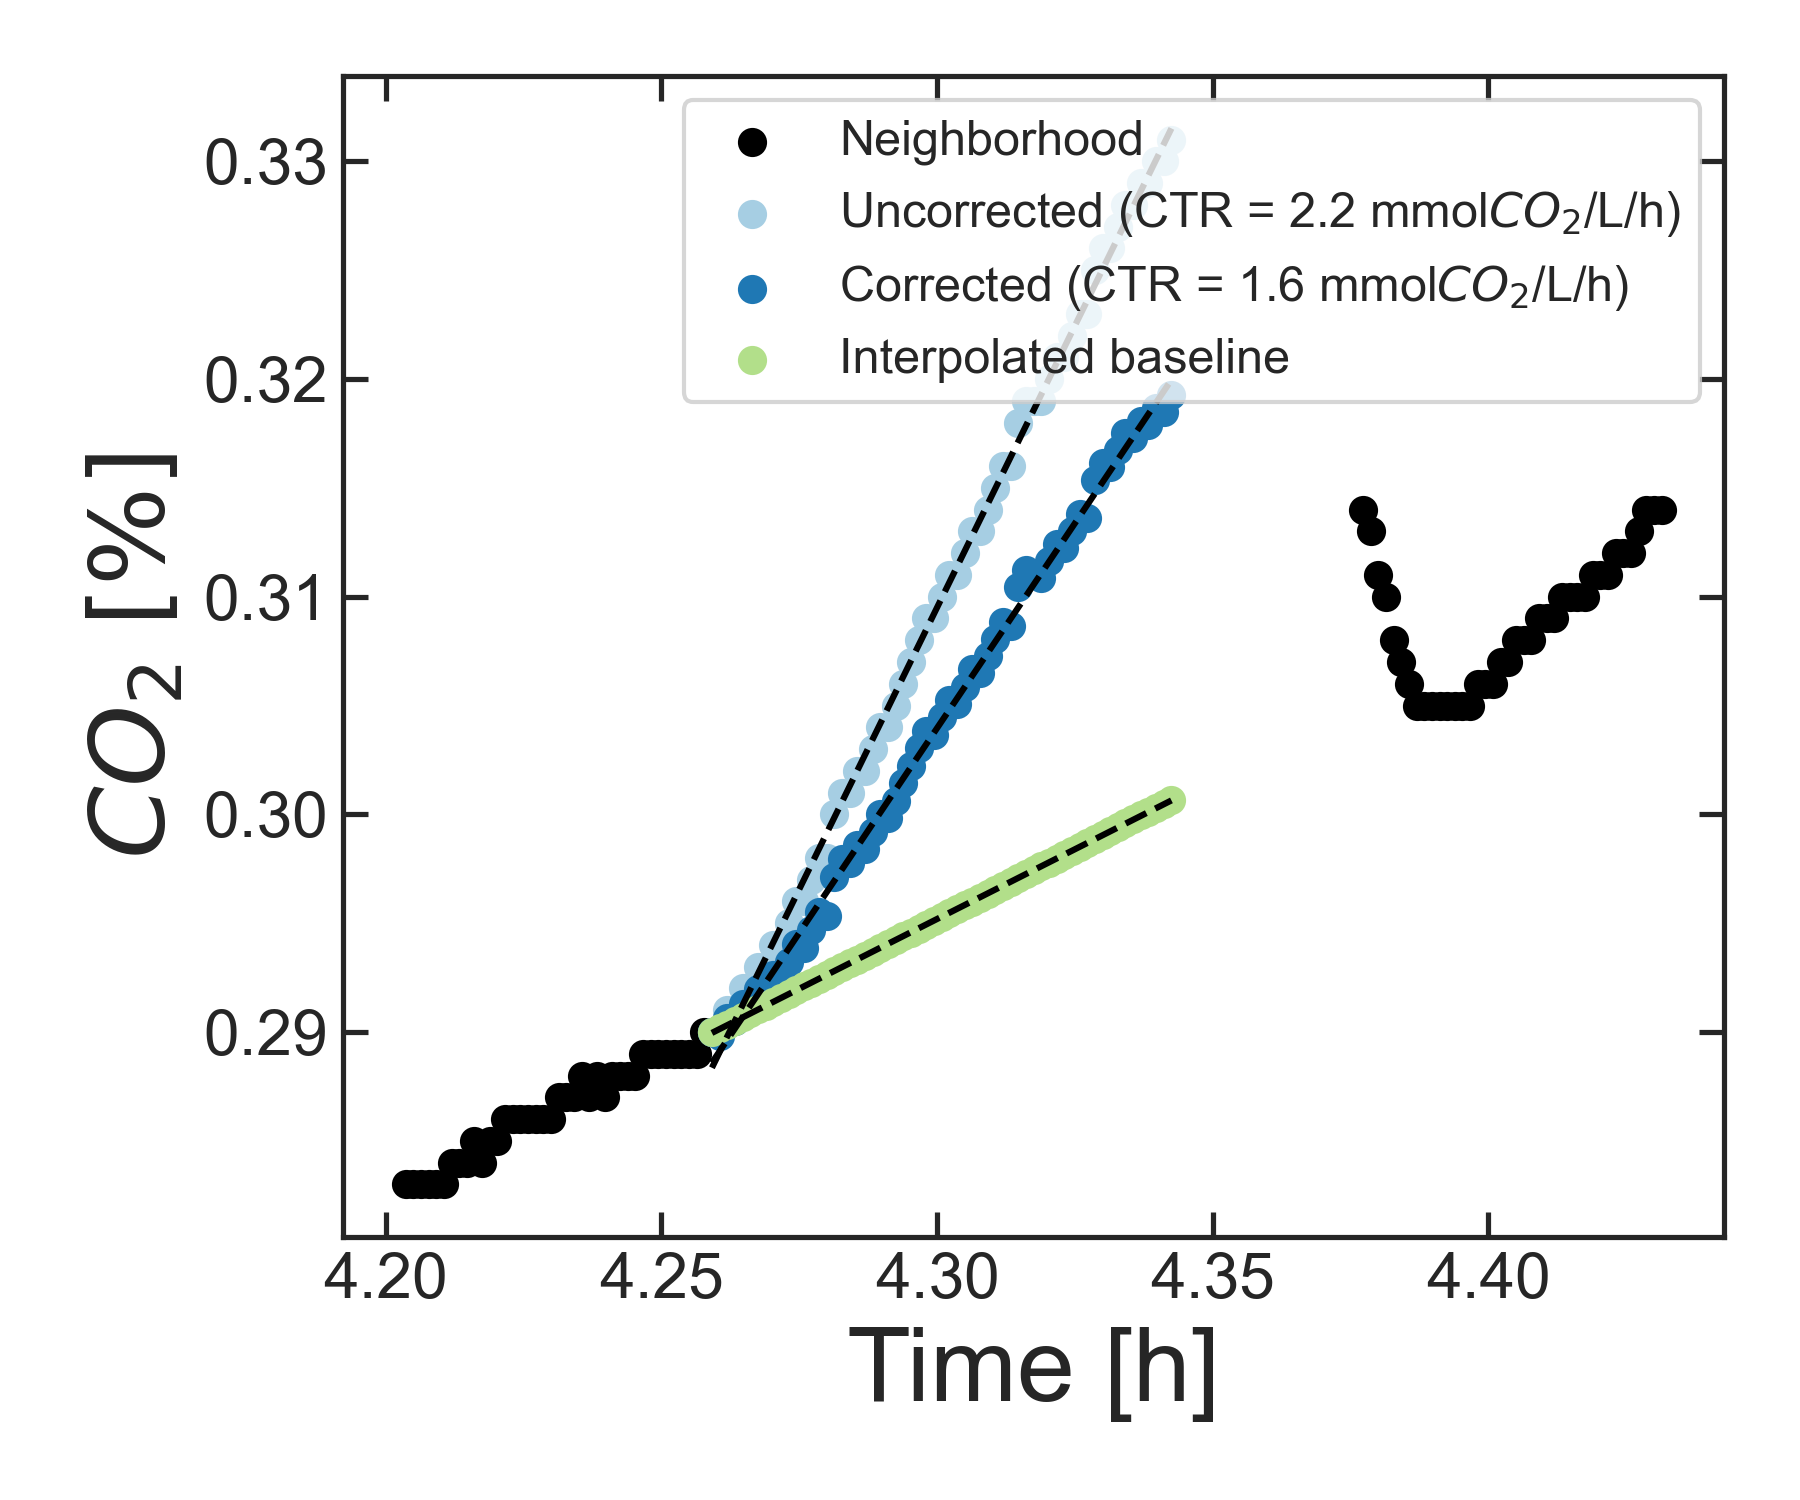 Neighborhood
Uncorrected (CTR = 2.2 mmolCO₂/L/h)
Corrected (CTR = 1.6 mmolCO₂/L/h)
Interpolated baseline
CO₂ [%]
0.33
0.32
0.31
0.30
0.29
4.20 4.25 4.30 4.35 4.40
Time [h]